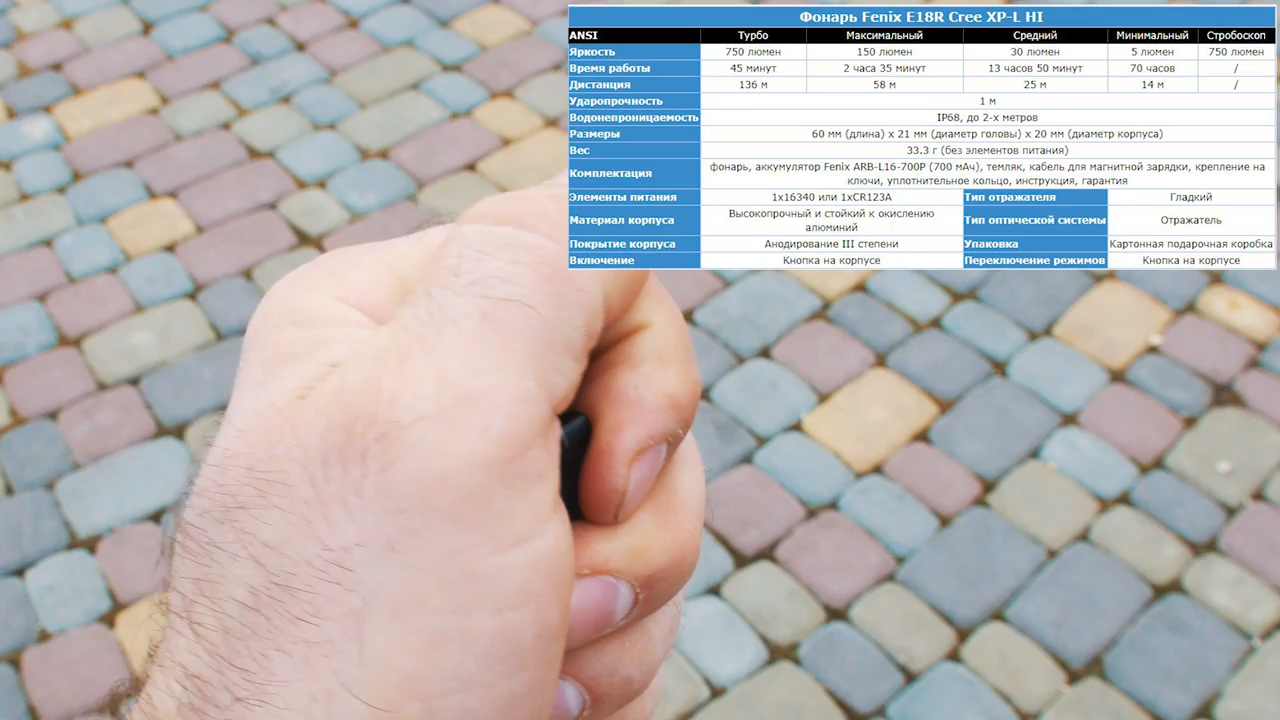 Фонарь Fenix E18R Cree XP-L HI
ANSI Турбо Максимальный Средний Минимальный Стробоскоп
Яркость 750 люмен 150 люмен 30 люмен 5 люмен 750 люмен
Время работы 45 минут 2 часа 35 минут 13 часов 50 минут 70 часов /
Дистанция 136 м 58 м 25 м 14 м /
Ударопрочность 1 м
Водонепроницаемость IP68, до 2-х метров
Размеры 60 мм (длина) x 21 мм (диаметр головы) x 20 мм (диаметр корпуса)
Вес 33.3 г (без элементов питания)
Комплектация фонарь, аккумулятор Fenix ARB-L16-700P (700 мАч), темляк, кабель для магнитной зарядки, крепление на
ключи, уплотнительное кольцо, инструкция, гарантия
Элементы питания 1x16340 или 1xCR123A Тип отражателя Гладкий
Материал корпуса Высокопрочный и стойкий к окислению
алюминий Тип оптической системы Отражатель
Покрытие корпуса Анодирование III степени Упаковка Картонная подарочная коробка
Включение Кнопка на корпусе Переключение режимов Кнопка на корпусе